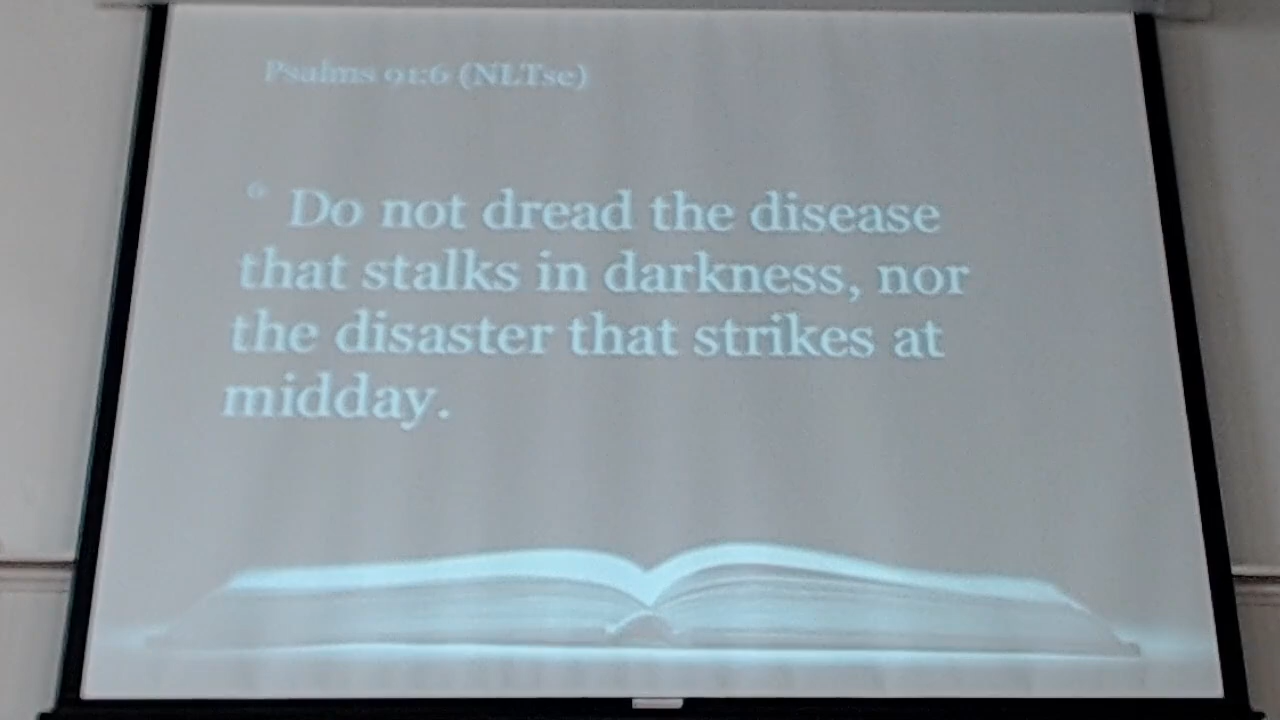 Psalms 91:6 (NLTse)
6 Do not dread the disease
that stalks in darkness, nor
the disaster that strikes at
midday.